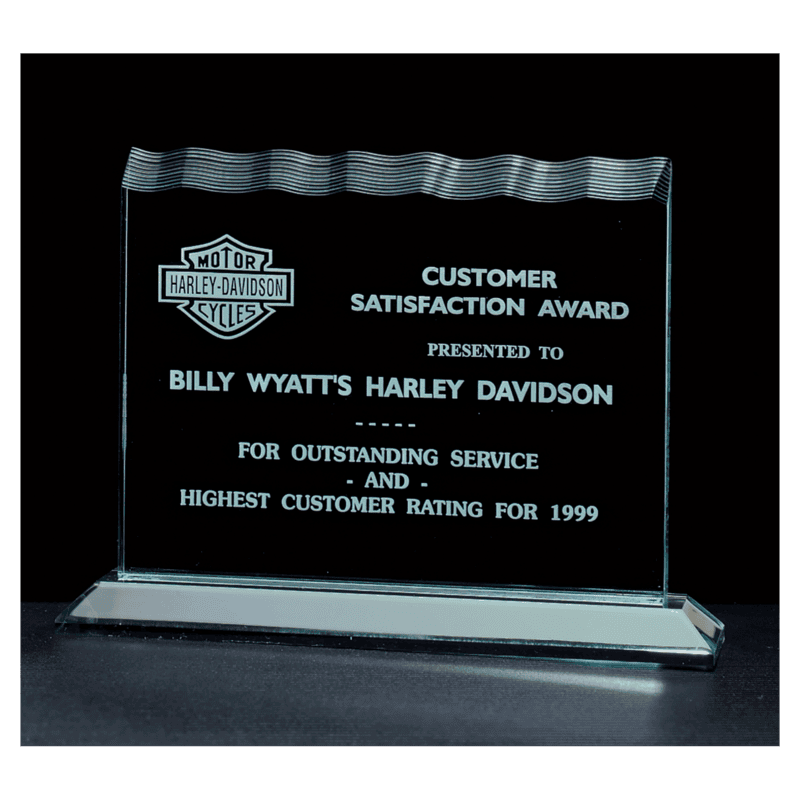 MOTOR
HARLEY-DAVIDSON
CYCLES
CUSTOMER
SATISFACTION AWARD
PRESENTED TO
BILLY WYATT'S HARLEY DAVIDSON
-----
FOR OUTSTANDING SERVICE
- AND -
HIGHEST CUSTOMER RATING FOR 1999